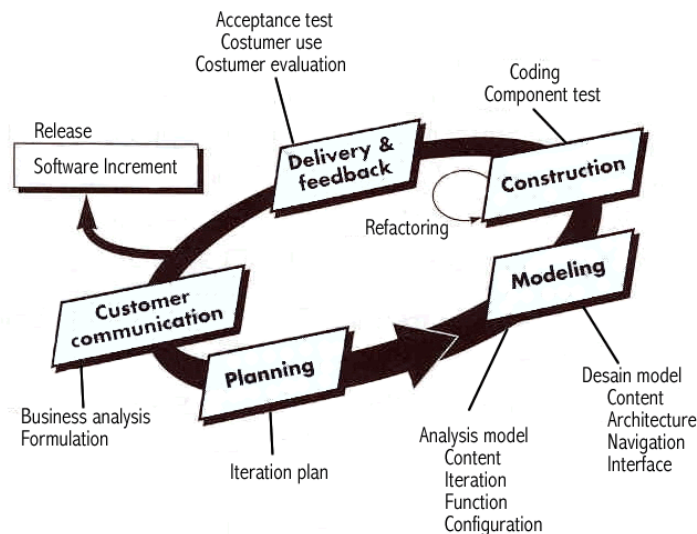 Acceptance test
Costumer use
Costumer evaluation
Coding
Component test
Release
Software Increment
Delivery &
feedback
Construction
Refactoring
Modeling
Customer
communication
Planning
Business analysis
Formulation
Iteration plan
Analysis model
Content
Iteration
Function
Configuration
Desain model
Content
Architecture
Navigation
Interface